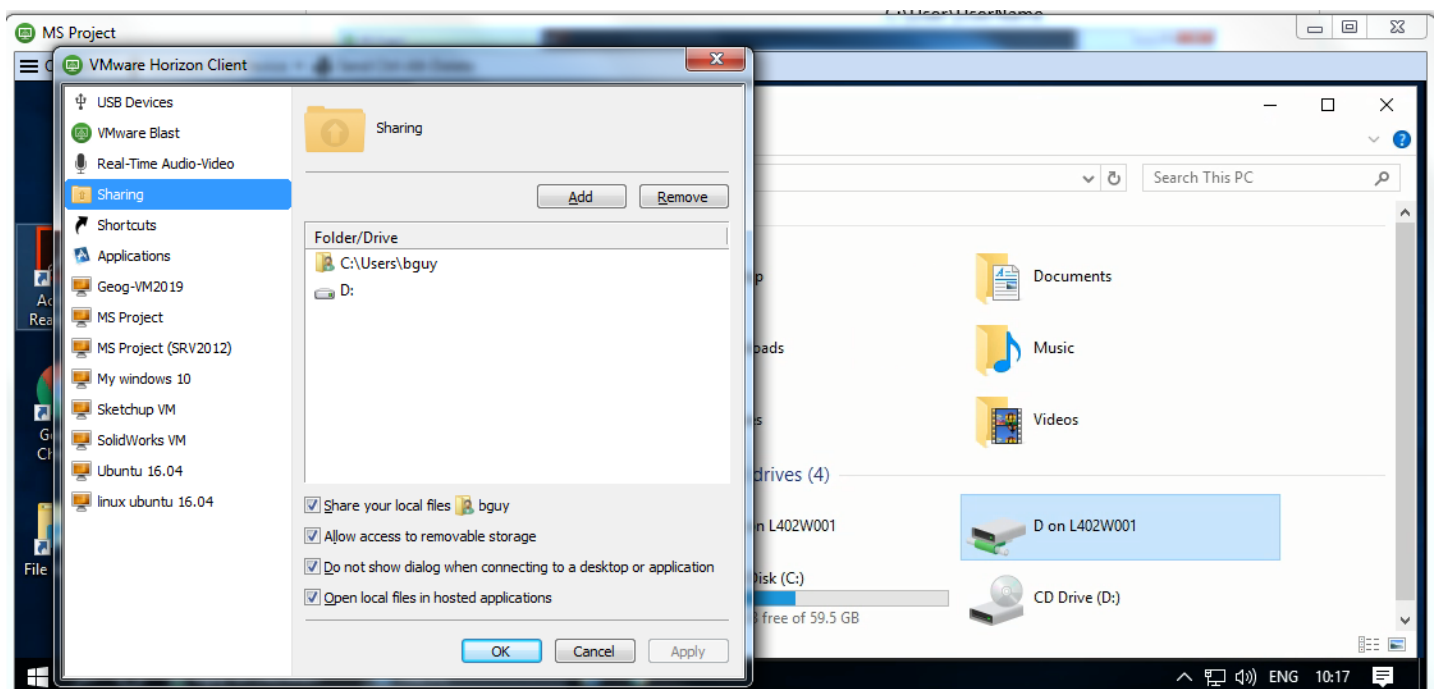 MS Project
VMware Horizon Client
USB Devices
VMware Blast
Real-Time Audio-Video
Sharing
Shortcuts
Applications
Geog-VM2019
MS Project
MS Project (SRV2012)
My windows 10
Sketchup VM
SolidWorks VM
Ubuntu 16.04
linux ubuntu 16.04
Sharing
Add
Remove
Folder/Drive
C:\Users\bguy
D:
Share your local files bguy
Allow access to removable storage
Do not show dialog when connecting to a desktop or application
Open local files in hosted applications
OK
Cancel
Apply
Search This PC
Documents
Music
Videos
drives (4)
L402W001
D on L402W001
(C:)
CD Drive (D:)
free of 59.5 GB
File
ENG
10:17